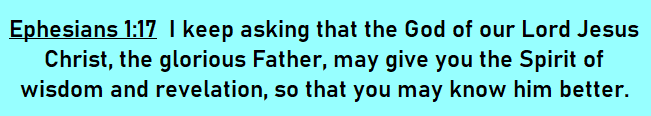 Ephesians 1:17 I keep asking that the God of our Lord Jesus
Christ, the glorious Father, may give you the Spirit of
wisdom and revelation, so that you may know him better.